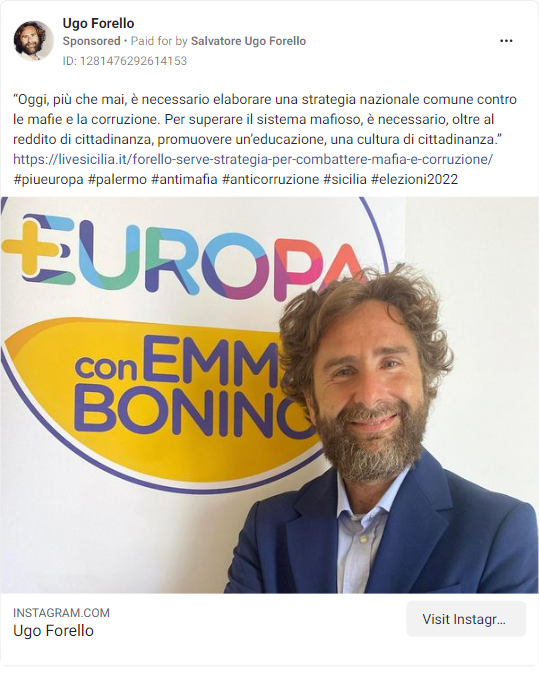 Ugo Forello
Sponsored • Paid for by Salvatore Ugo Forello
ID: 1281476292614153
“Oggi, più che mai, è necessario elaborare una strategia nazionale comune contro
le mafie e la corruzione. Per superare il sistema mafioso, è necessario, oltre al
reddito di cittadinanza, promuovere un’educazione, una cultura di cittadinanza.”
https://livesicilia.it/forello-serve-strategia-per-combattere-mafia-e-corruzione/
#piueuropa #palermo #antimafia #anticorruzione #sicilia #elezioni2022
+EUROPA
con EMM
BONINO
INSTAGRAM.COM
Ugo Forello
Visit Instagr...